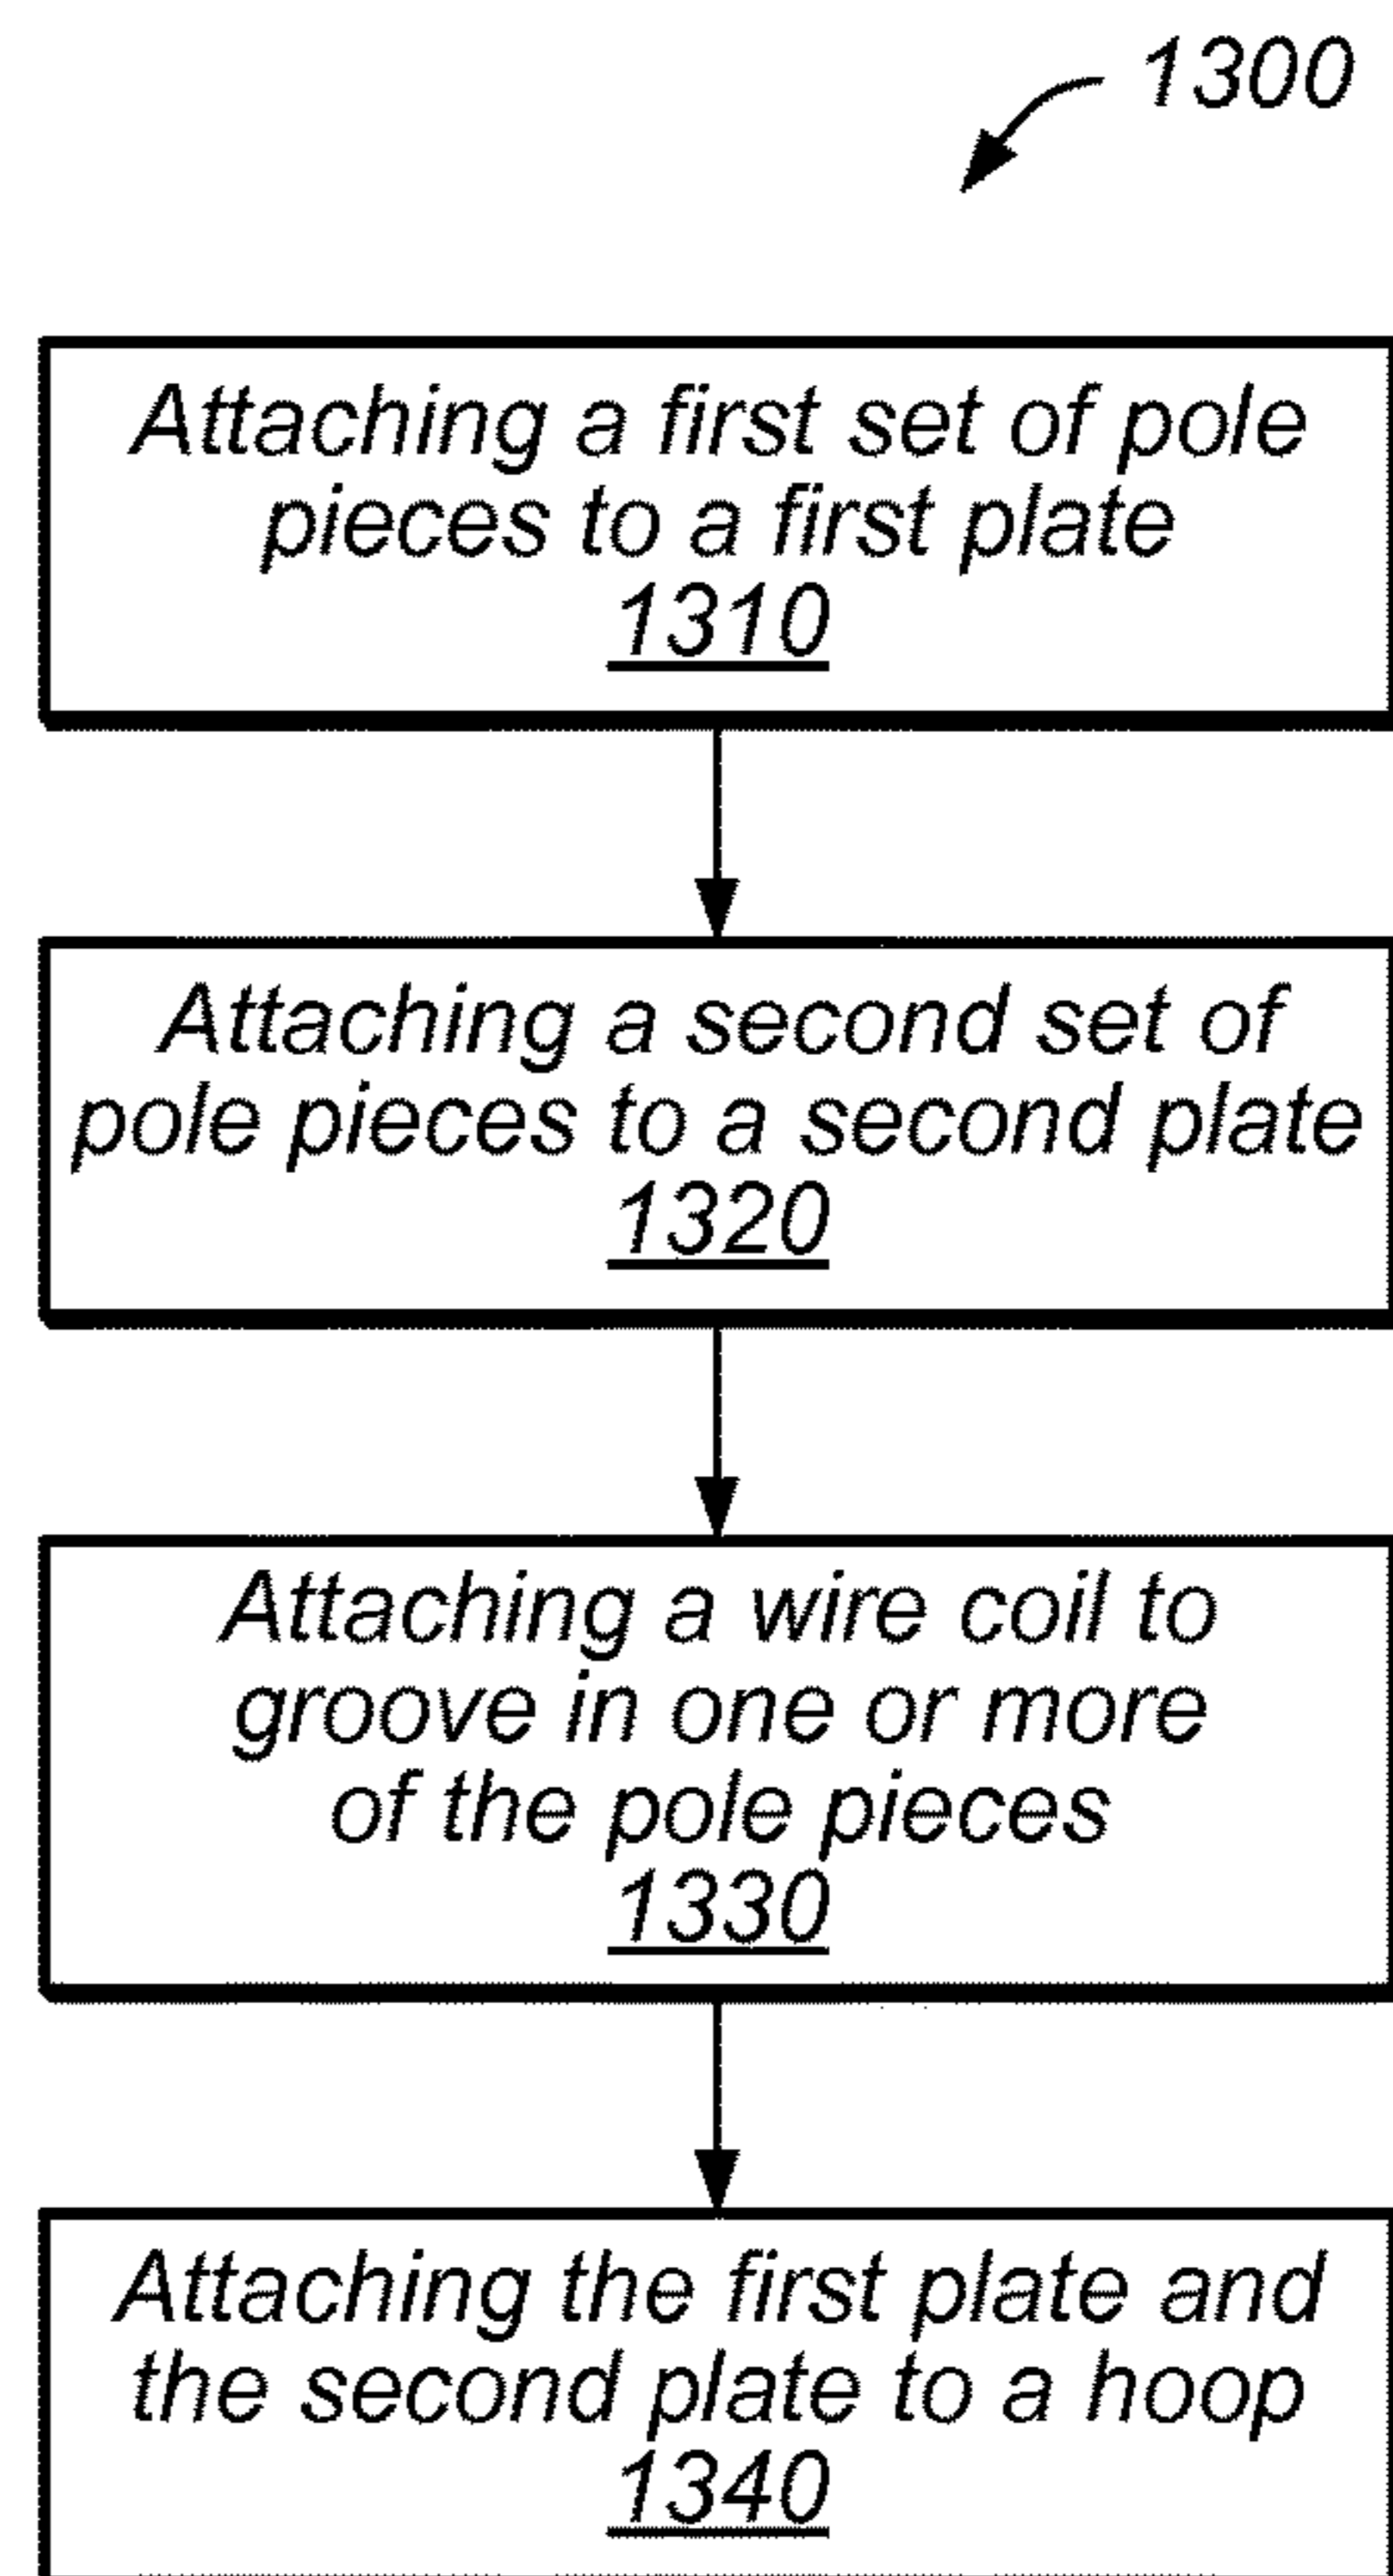 1300
Attaching a first set of pole
pieces to a first plate
1310
Attaching a second set of
pole pieces to a second plate
1320
Attaching a wire coil to
groove in one or more
of the pole pieces
1330
Attaching the first plate and
the second plate to a hoop
1340